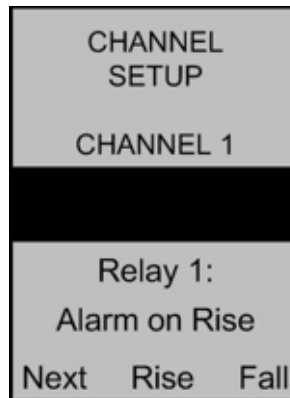 CHANNEL
SETUP
CHANNEL 1
Relay 1:
Alarm on Rise
Next Rise Fall